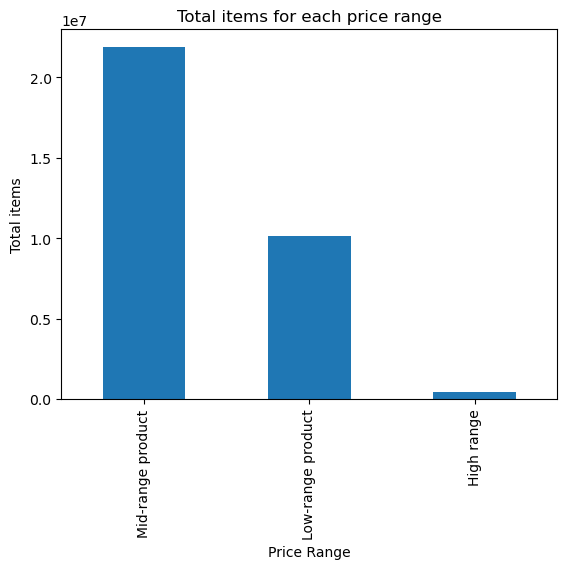 Total items for each price range
1e7
2.0
1.5
1.0
0.5
0.0
Total items
Mid-range product
Low-range product
High range
Price Range